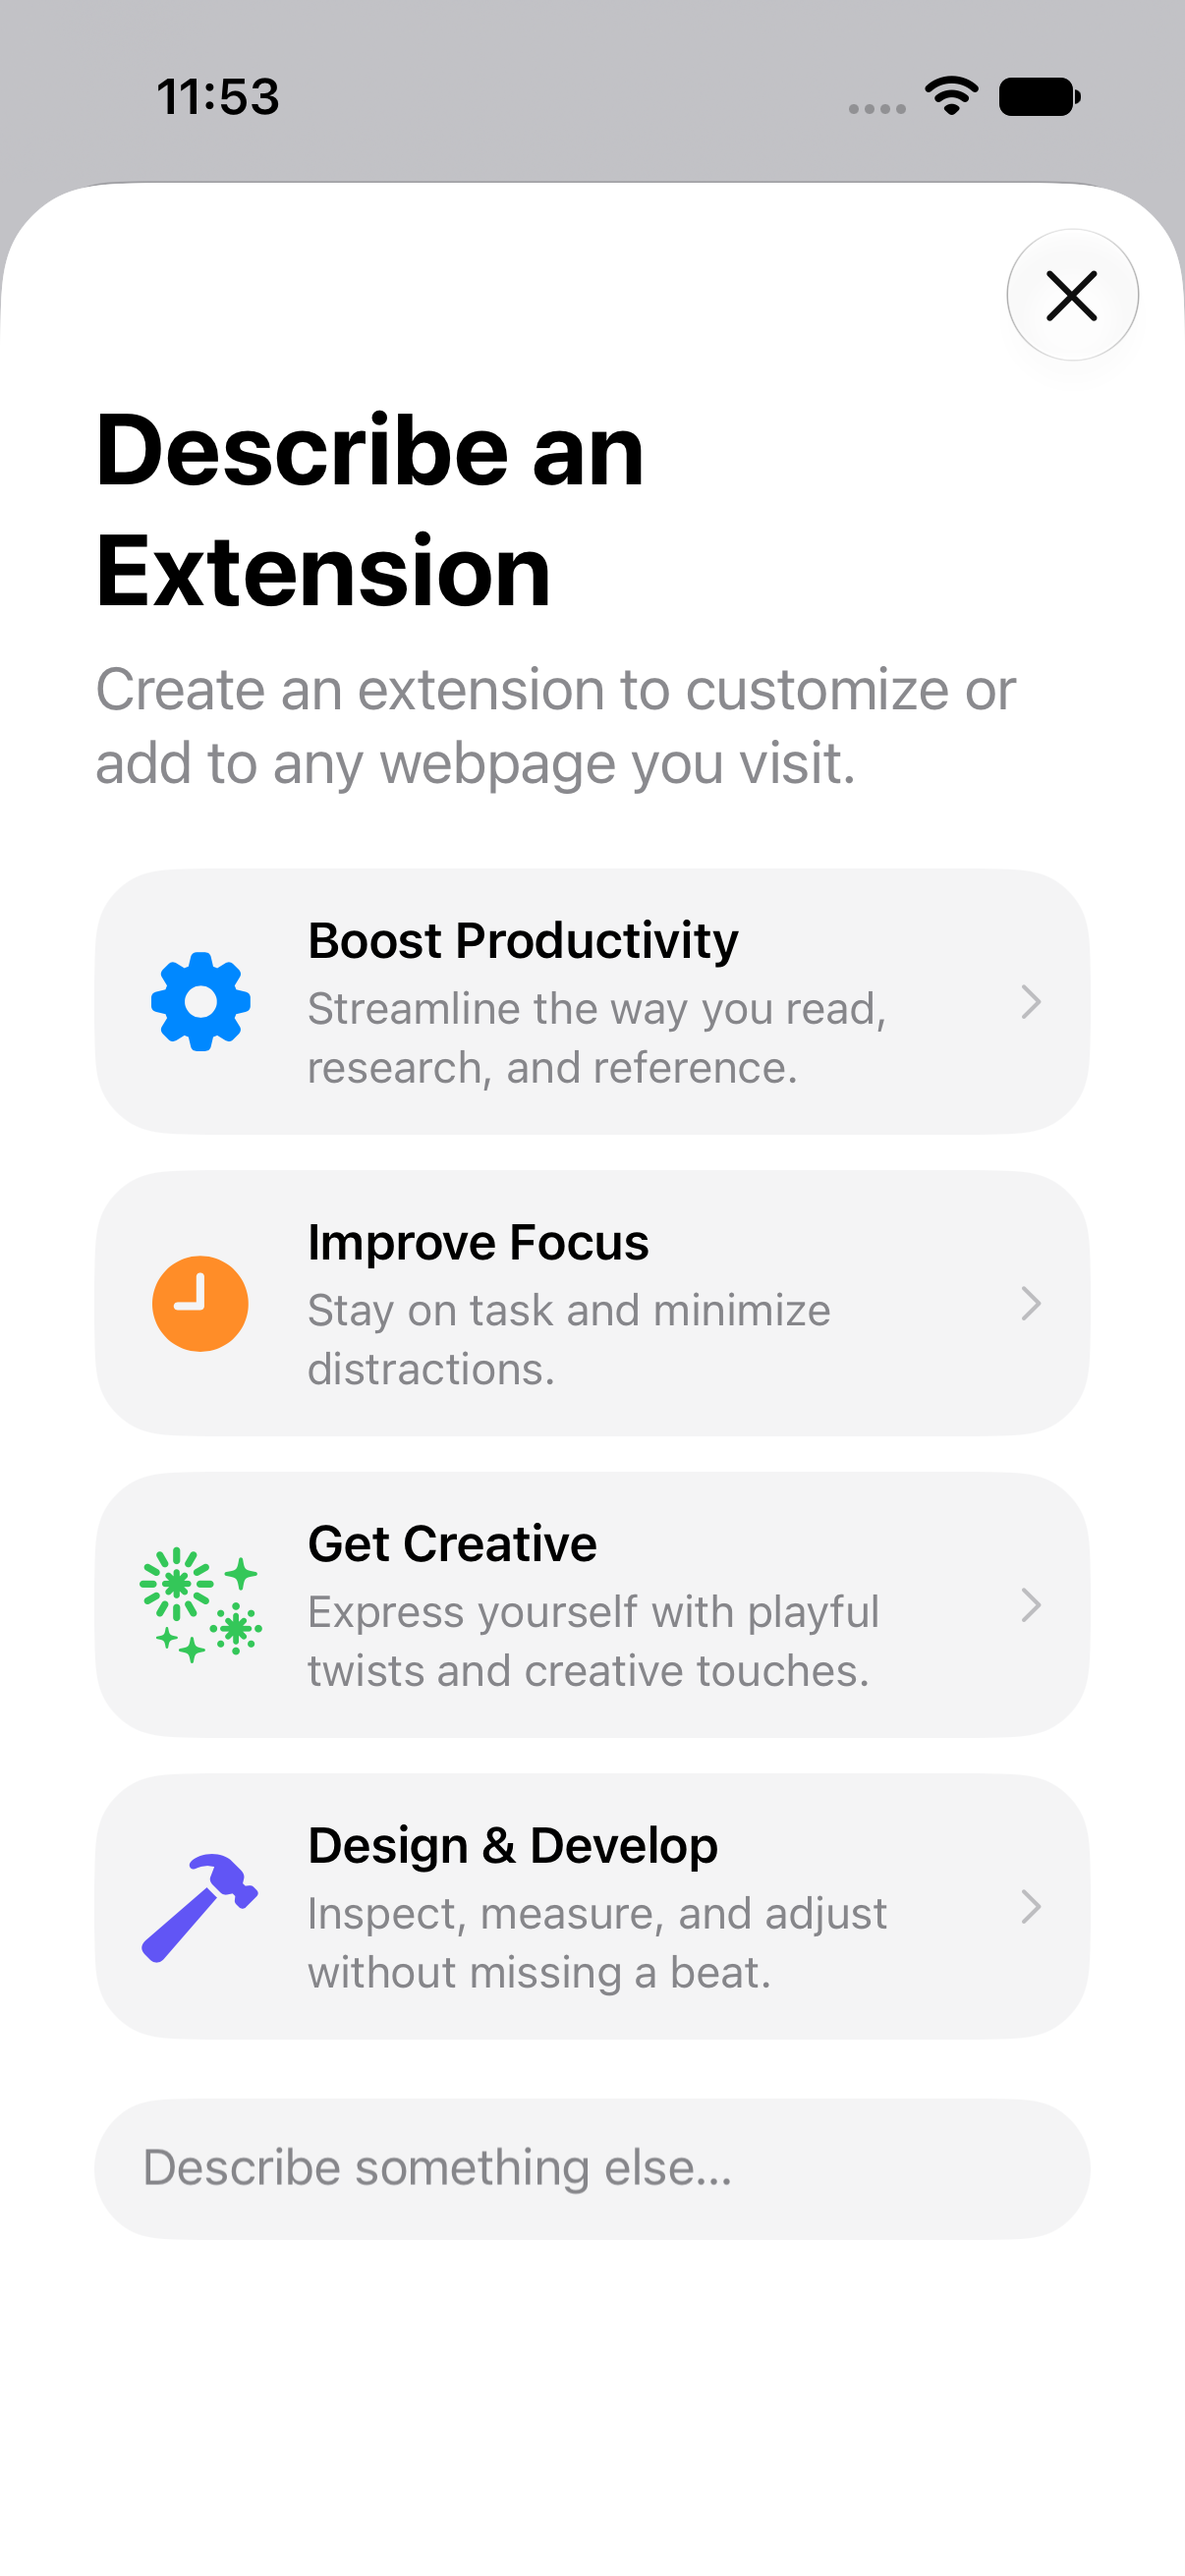 11:53
Describe an
Extension
Create an extension to customize or
add to any webpage you visit.
Boost Productivity
Streamline the way you read,
research, and reference.
Improve Focus
Stay on task and minimize
distractions.
Get Creative
Express yourself with playful
twists and creative touches.
Design & Develop
Inspect, measure, and adjust
without missing a beat.
Describe something else...